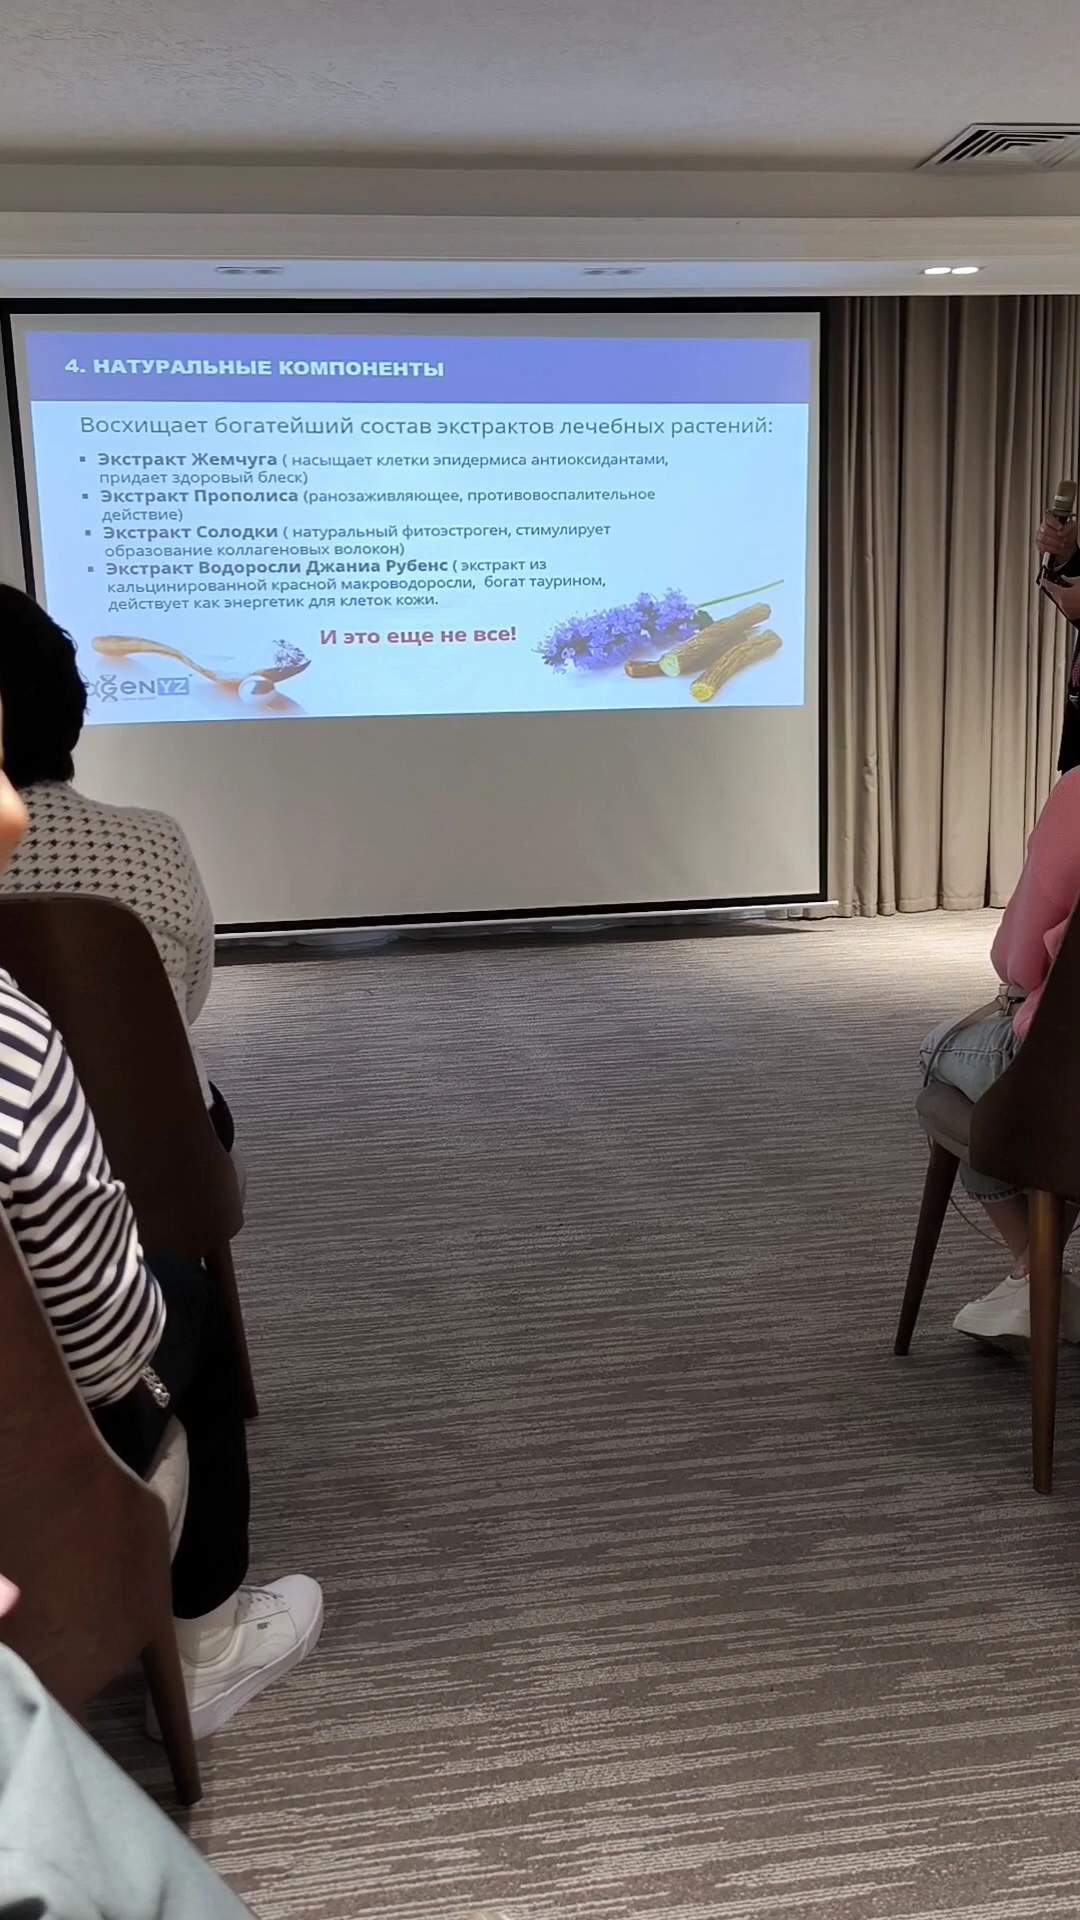 4. НАТУРАЛЬНЫЕ КОМПОНЕНТЫ
Восхищает богатейший состав экстрактов лечебных растений:
▪ Экстракт Жемчуга ( насыщает клетки эпидермиса антиоксидантами,
придает здоровый блеск)
▪ Экстракт Прополиса (ранозаживляющее, противовоспалительное
действие)
▪ Экстракт Солодки ( натуральный фитоэстроген, стимулирует
образование коллагеновых волокон)
▪ Экстракт Водоросли Джаниа Рубенс ( экстракт из
кальцинированной красной макроводоросли, богат таурином,
действует как энергетик для клеток кожи.
И это еще не все!
GENYZ